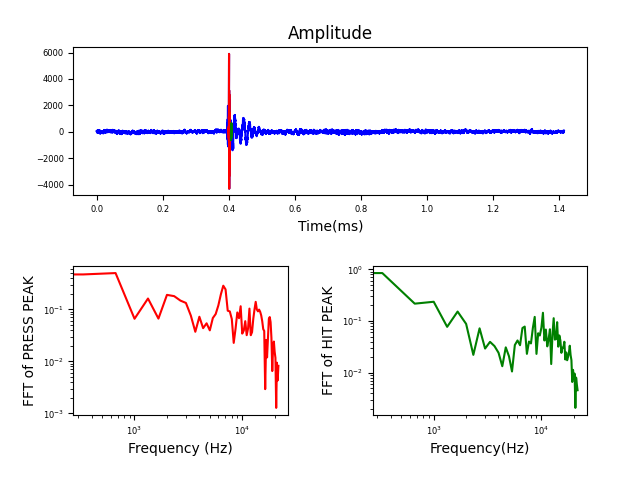 Amplitude
6000
4000
2000
0
−2000
−4000
0.0 0.2 0.4 0.6 0.8 1.0 1.2 1.4
Time(ms)
FFT of PRESS PEAK
10⁻¹
10⁻²
10⁻³
10³ 10⁴
Frequency (Hz)
FFT of HIT PEAK
10⁰
10⁻¹
10⁻²
10³ 10⁴
Frequency(Hz)